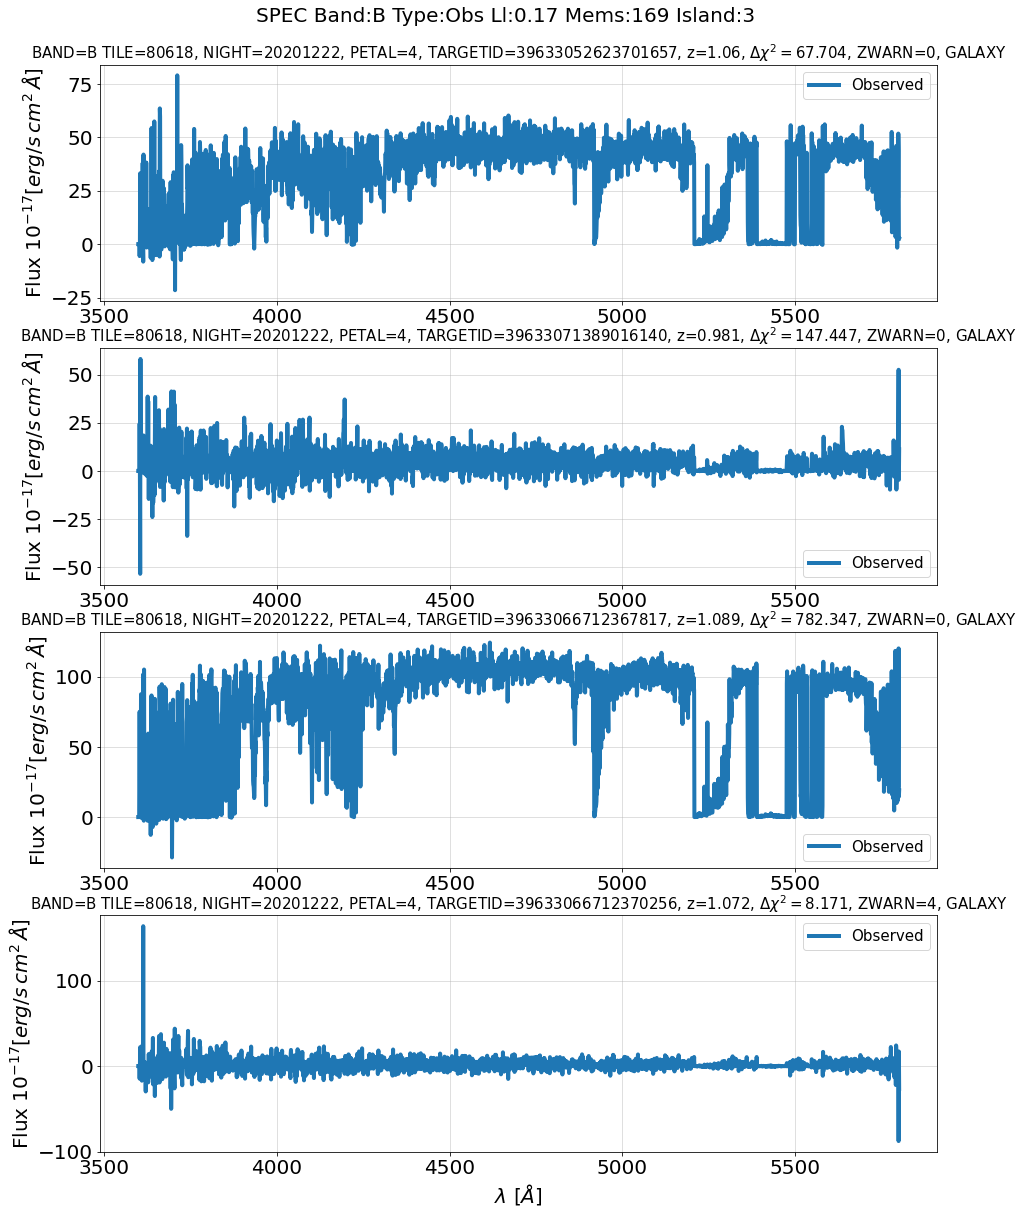 SPEC Band:B Type:Obs Ll:0.17 Mems:169 Island:3
BAND=B TILE=80618, NIGHT=20201222, PETAL=4, TARGETID=39633052623701657, z=1.06, Δχ² = 67.704, ZWARN=0, GALAXY
Flux 10⁻¹⁷[erg/s cm² Å]
75
50
25
0
−25
Observed
3500 4000 4500 5000 5500
BAND=B TILE=80618, NIGHT=20201222, PETAL=4, TARGETID=39633071389016140, z=0.981, Δχ² = 147.447, ZWARN=0, GALAXY
Flux 10⁻¹⁷[erg/s cm² Å]
50
25
0
−25
−50
Observed
3500 4000 4500 5000 5500
BAND=B TILE=80618, NIGHT=20201222, PETAL=4, TARGETID=39633066712367817, z=1.089, Δχ² = 782.347, ZWARN=0, GALAXY
Flux 10⁻¹⁷[erg/s cm² Å]
100
50
0
Observed
3500 4000 4500 5000 5500
BAND=B TILE=80618, NIGHT=20201222, PETAL=4, TARGETID=39633066712370256, z=1.072, Δχ² = 8.171, ZWARN=4, GALAXY
Flux 10⁻¹⁷[erg/s cm² Å]
Observed
100
0
−100
3500 4000 4500 5000 5500
λ [Å]